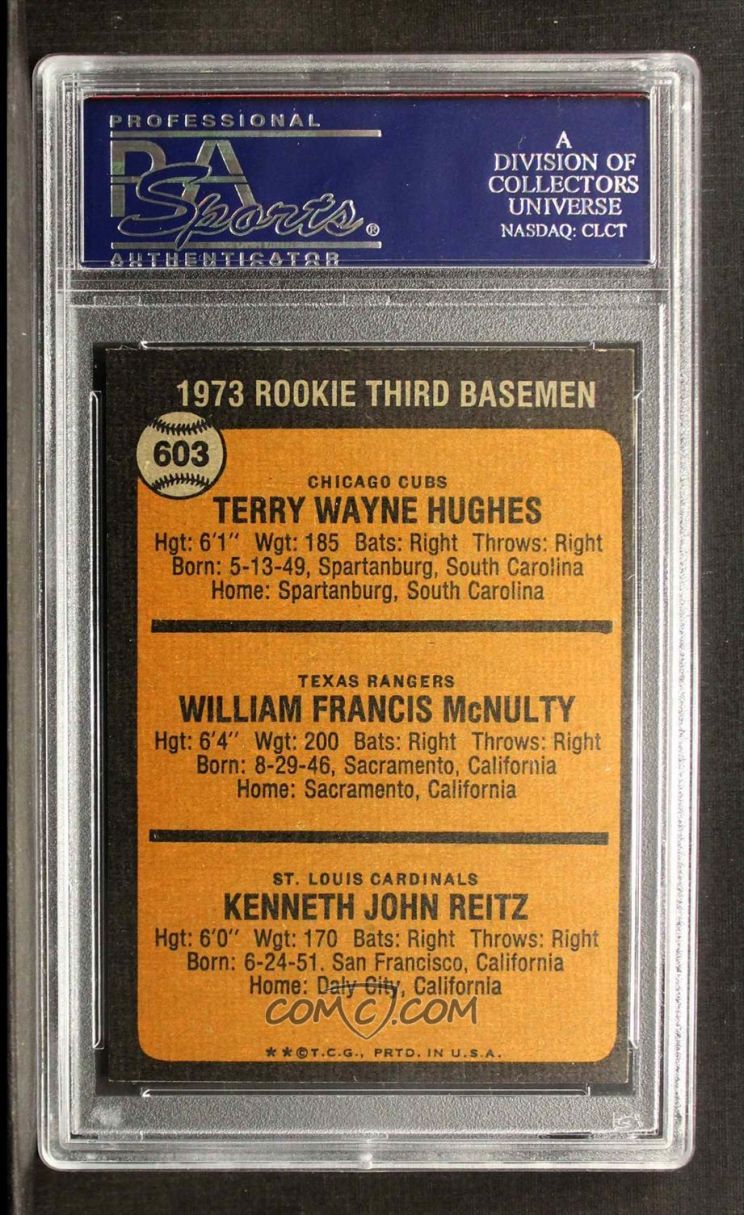 PROFESSIONAL
PSA
Sports®
AUTHENTICATOR
A
DIVISION OF
COLLECTORS
UNIVERSE
NASDAQ: CLCT
1973 ROOKIE THIRD BASEMEN
603
CHICAGO CUBS
TERRY WAYNE HUGHES
Hgt: 6'1" Wgt: 185 Bats: Right Throws: Right
Born: 5-13-49, Spartanburg, South Carolina
Home: Spartanburg, South Carolina
TEXAS RANGERS
WILLIAM FRANCIS McNULTY
Hgt: 6'4" Wgt: 200 Bats: Right Throws: Right
Born: 8-29-46, Sacramento, California
Home: Sacramento, California
ST. LOUIS CARDINALS
KENNETH JOHN REITZ
Hgt: 6'0" Wgt: 170 Bats: Right Throws: Right
Born: 6-24-51. San Francisco, California
Home: Daly City, California
COMC.COM
**©T.C.G., PRTD. IN U.S.A.